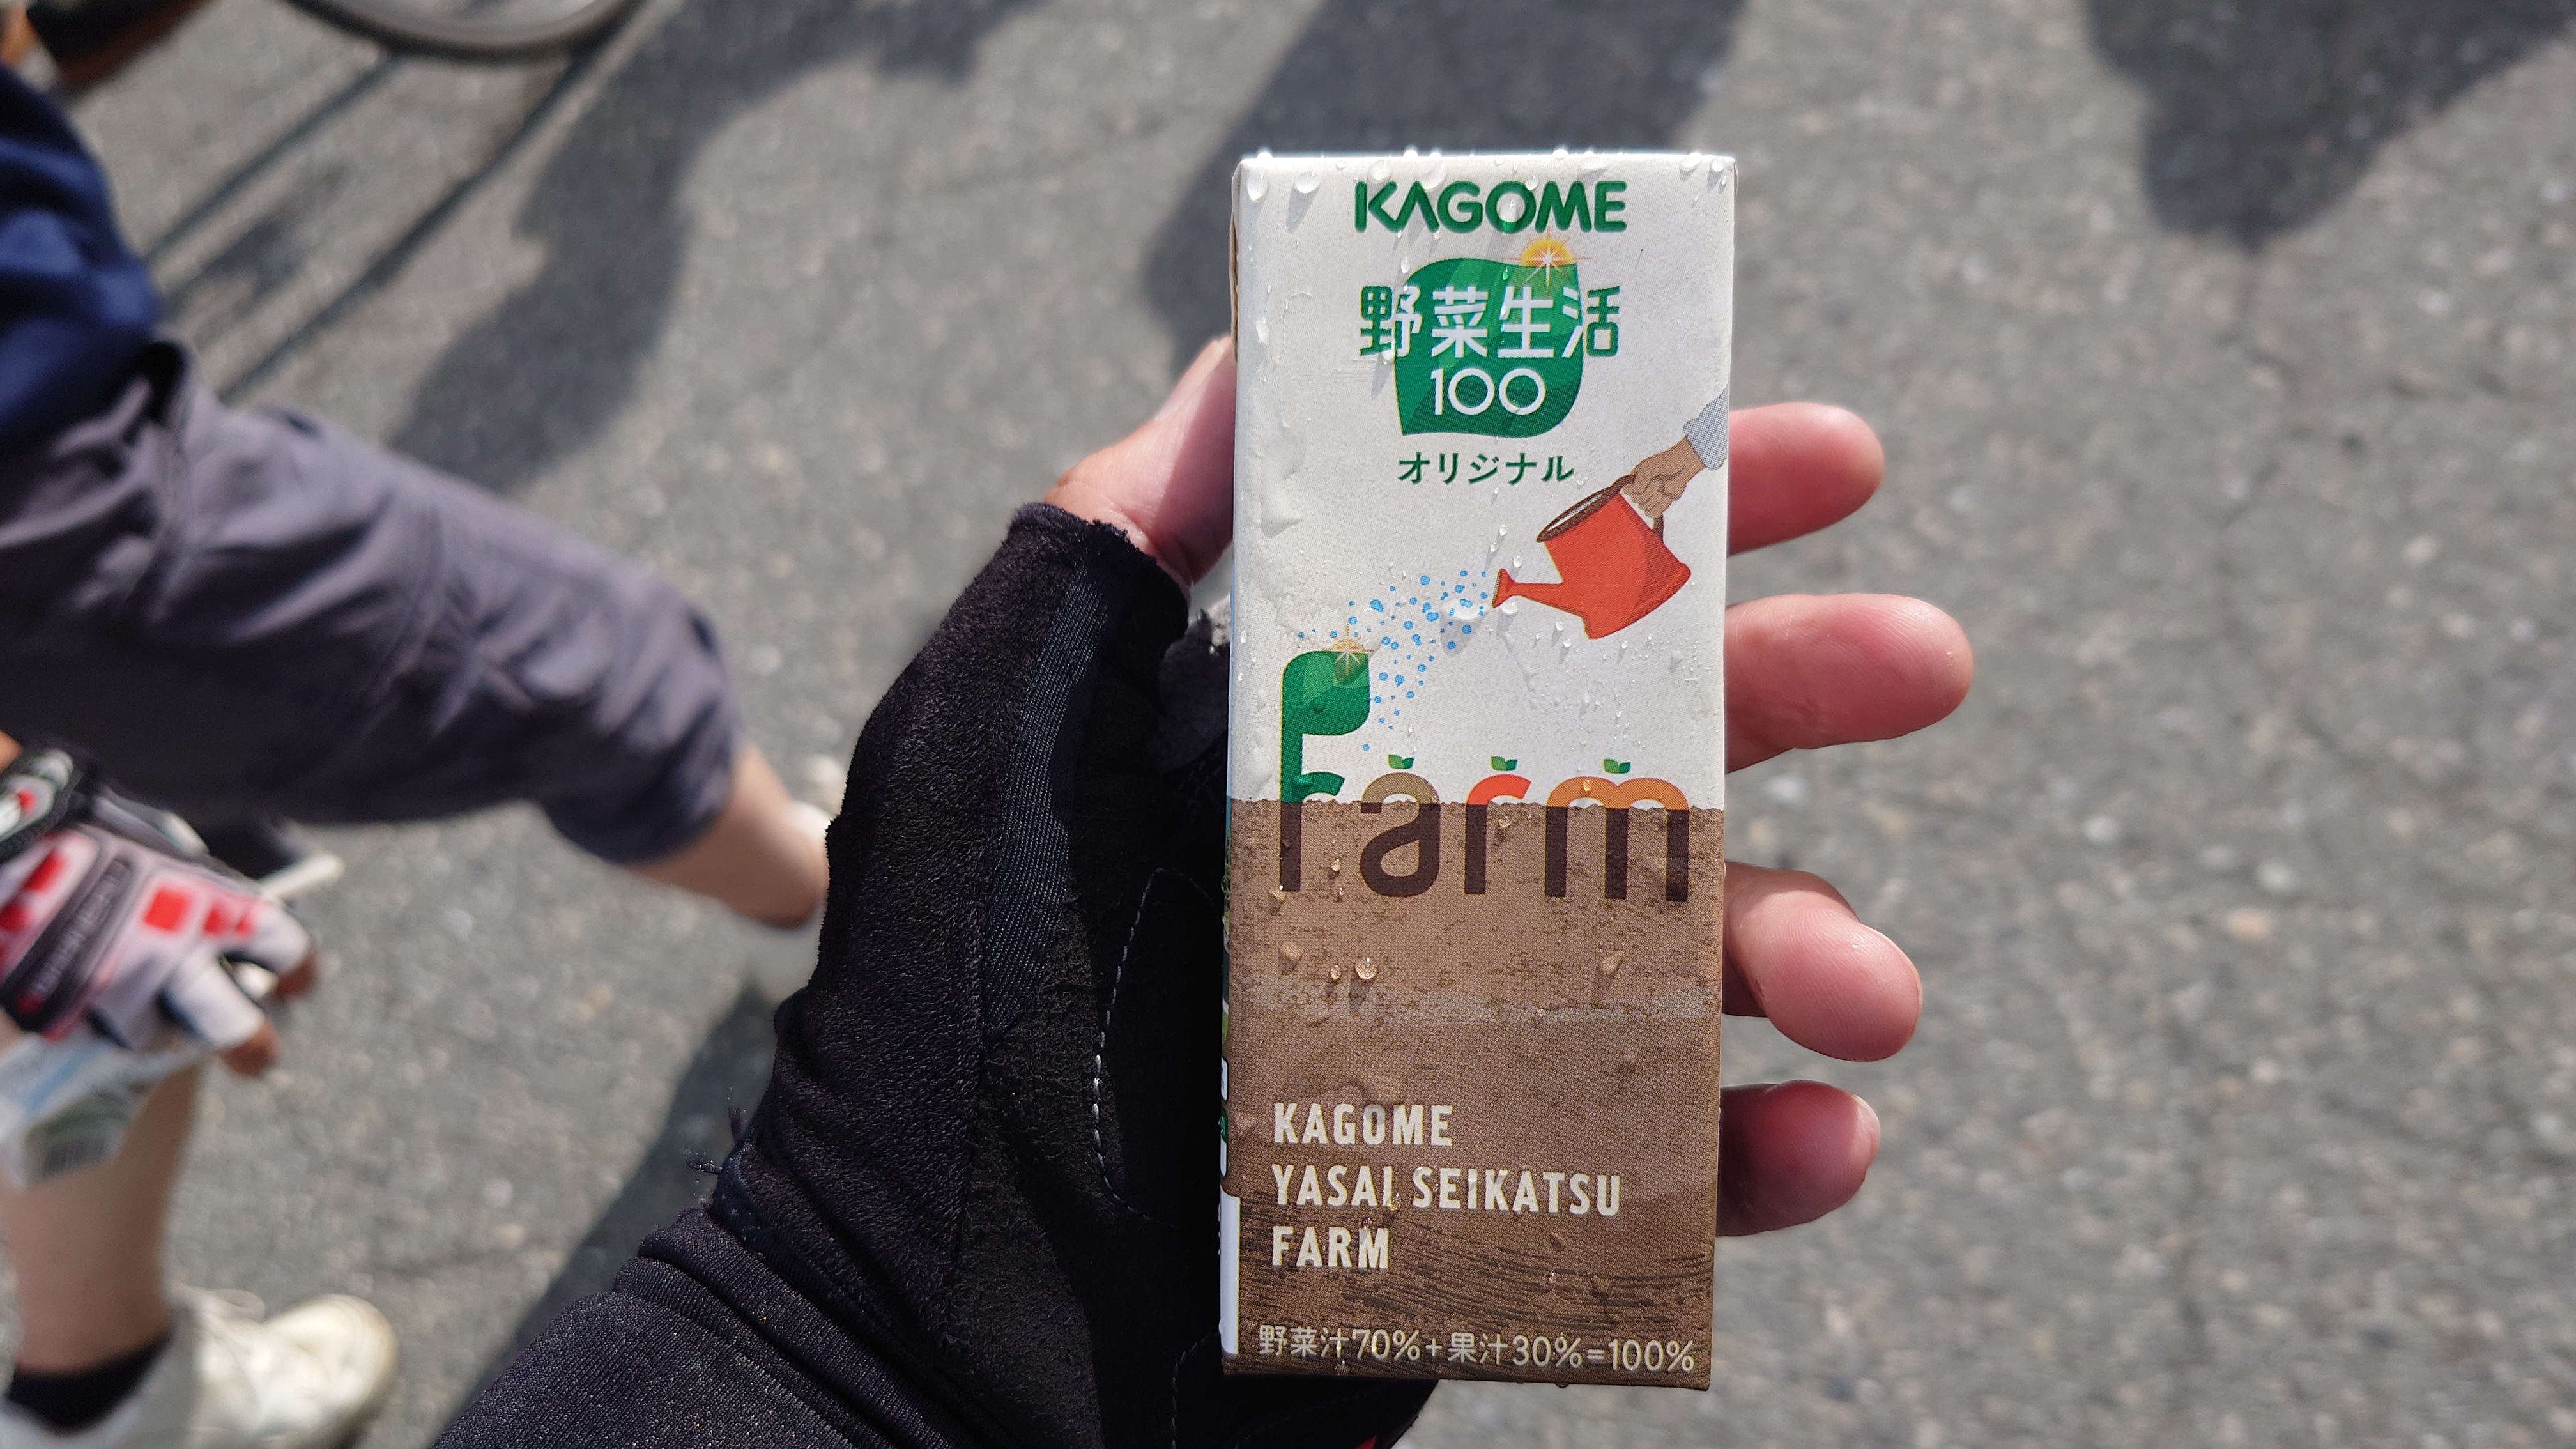 KAGOME
野菜生活
100
オリジナル
Farm
KAGOME
YASAI SEIKATSU
FARM
野菜汁70%+果汁30%=100%